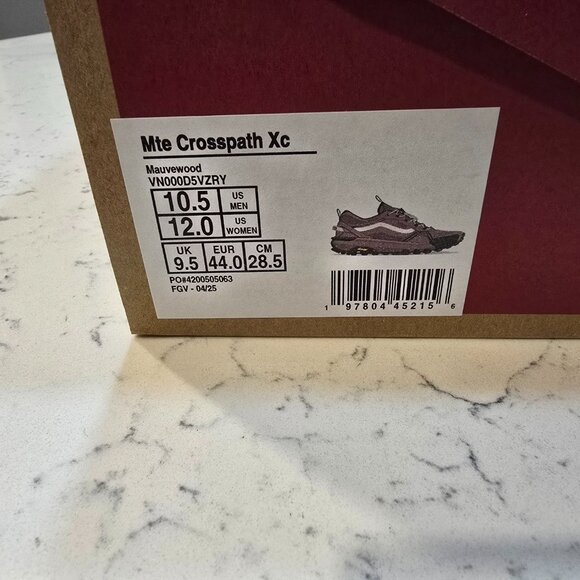 Mte Crosspath Xc
Mauvewood
VN000D5VZRY
10.5 US MEN
12.0 US WOMEN
UK EUR CM
9.5 44.0 28.5
PO#4200505063
FGV - 04/25
1 97804 45215 6